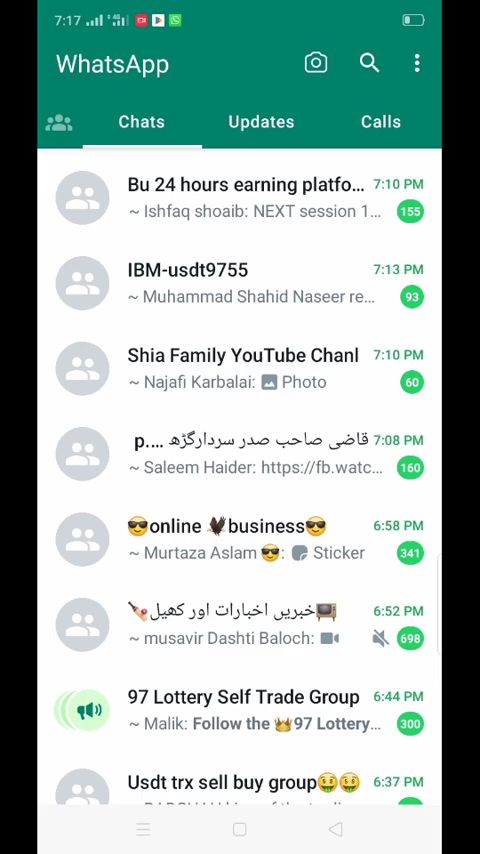 7:17
WhatsApp
Chats Updates Calls
Bu 24 hours earning platfo... 7:10 PM
~ Ishfaq shoaib: NEXT session 1... 155
IBM-usdt9755 7:13 PM
~ Muhammad Shahid Naseer re... 93
Shia Family YouTube Chanl 7:10 PM
~ Najafi Karbalai: Photo 60
قاضی صاحب صدر سردارگڑھ p.... 7:08 PM
~ Saleem Haider: https://fb.watc... 160
😎online 🦅business😎 6:58 PM
~ Murtaza Aslam 😎: Sticker 341
📺خبریں اخبارات اور کھیل🏏 6:52 PM
~ musavir Dashti Baloch: 698
97 Lottery Self Trade Group 6:44 PM
~ Malik: Follow the 👑97 Lottery... 300
Usdt trx sell buy group🤑🤑 6:37 PM